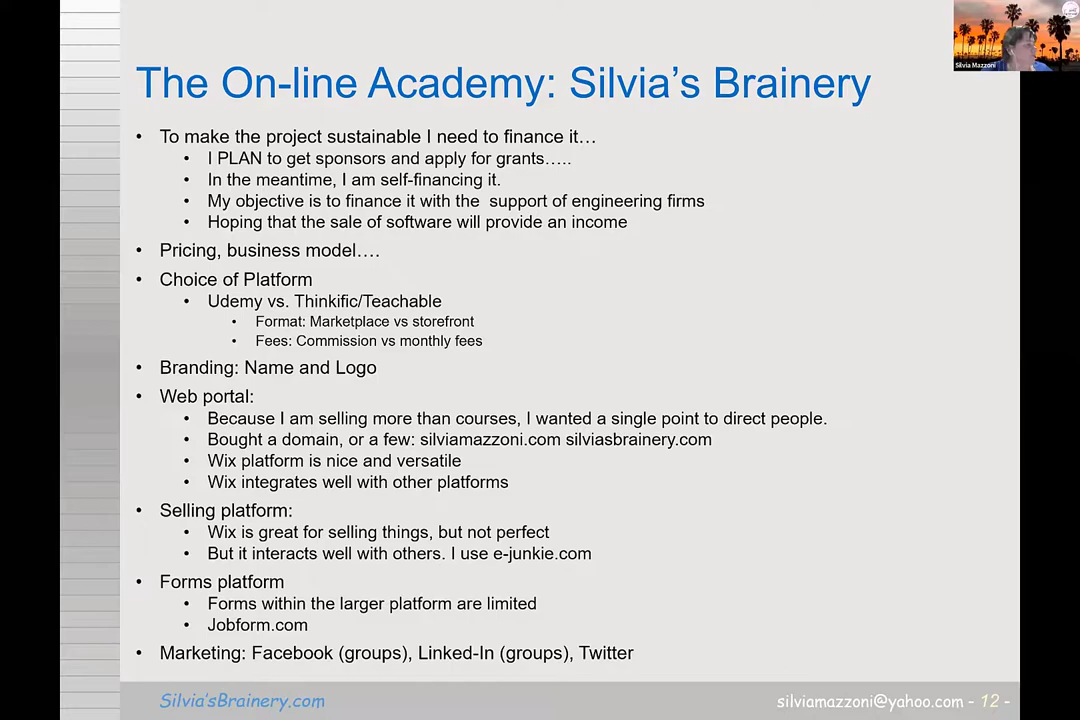 The On-line Academy: Silvia's Brainery
Silvia Mazzoni
• To make the project sustainable I need to finance it…
• I PLAN to get sponsors and apply for grants…..
• In the meantime, I am self-financing it.
• My objective is to finance it with the support of engineering firms
• Hoping that the sale of software will provide an income
• Pricing, business model….
• Choice of Platform
• Udemy vs. Thinkific/Teachable
• Format: Marketplace vs storefront
• Fees: Commission vs monthly fees
• Branding: Name and Logo
• Web portal:
• Because I am selling more than courses, I wanted a single point to direct people.
• Bought a domain, or a few: silviamazzoni.com silviasbrainery.com
• Wix platform is nice and versatile
• Wix integrates well with other platforms
• Selling platform:
• Wix is great for selling things, but not perfect
• But it interacts well with others. I use e-junkie.com
• Forms platform
• Forms within the larger platform are limited
• Jobform.com
• Marketing: Facebook (groups), Linked-In (groups), Twitter
Silvia'sBrainery.com
silviamazzoni@yahoo.com - 12 -